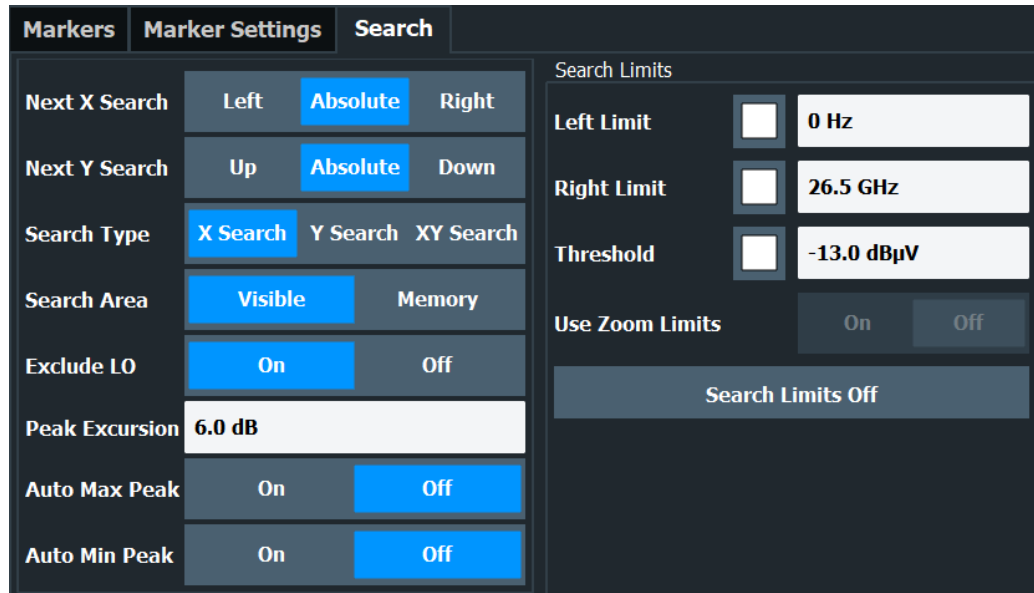 Markers Marker Settings Search
Next X Search Left Absolute Right
Next Y Search Up Absolute Down
Search Type X Search Y Search XY Search
Search Area Visible Memory
Exclude LO On Off
Peak Excursion 6.0 dB
Auto Max Peak On Off
Auto Min Peak On Off
Search Limits
Left Limit 0 Hz
Right Limit 26.5 GHz
Threshold -13.0 dBµV
Use Zoom Limits On Off
Search Limits Off